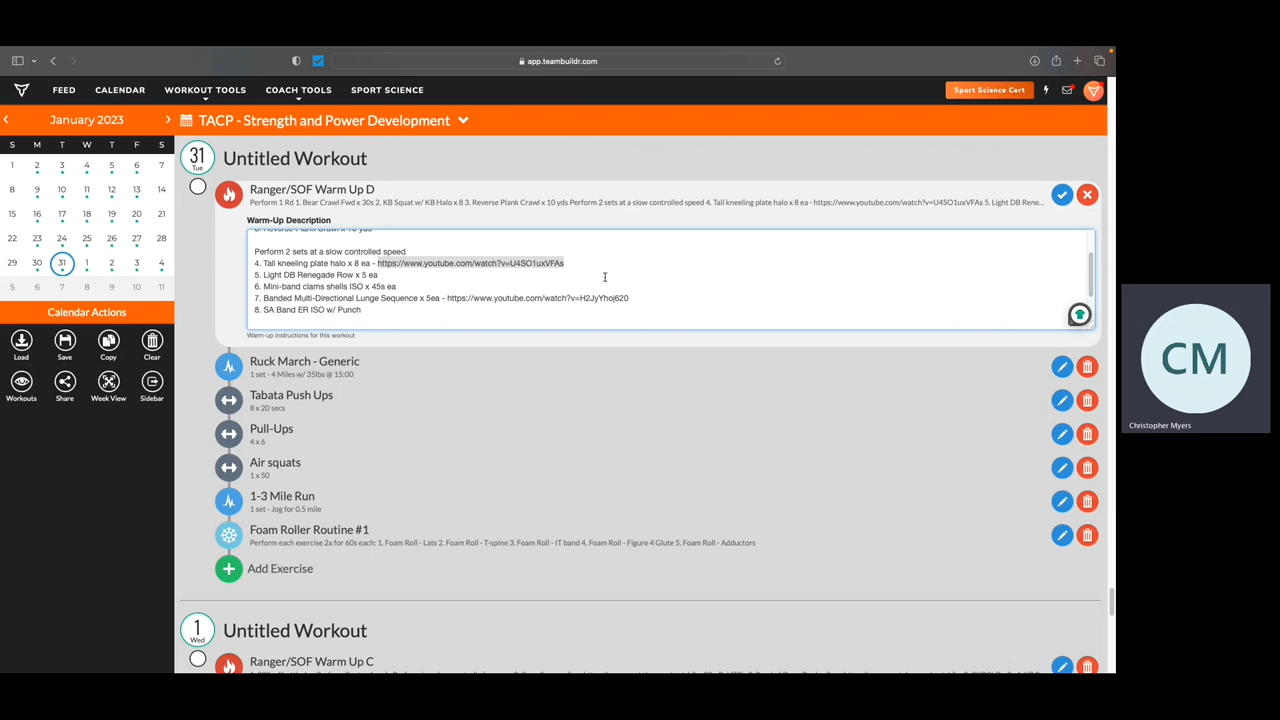 app.teambuildr.com
FEED
CALENDAR
WORKOUT TOOLS
COACH TOOLS
SPORT SCIENCE
Sport Science Cert
January 2023
TACP - Strength and Power Development
S M T W T F S
1 2 3 4 5 6 7
8 9 10 11 12 13 14
15 16 17 18 19 20 21
22 23 24 25 26 27 28
29 30 31 1 2 3 4
5 6 7 8 9 10 11
Calendar Actions
Load Save Copy Clear
Workouts Share Week View Sidebar
31
Tue
Untitled Workout
Ranger/SOF Warm Up D
Perform 1 Rd 1. Bear Crawl Fwd x 30s 2. KB Squat w/ KB Halo x 8 3. Reverse Plank Crawl x 10 yds Perform 2 sets at a slow controlled speed 4. Tall kneeling plate halo x 8 ea - https://www.youtube.com/watch?v=U4SO1uxVFAs 5. Light DB Rene...
Warm-Up Description
3. Reverse Plank Crawl x 10 yds
Perform 2 sets at a slow controlled speed
4. Tall kneeling plate halo x 8 ea - https://www.youtube.com/watch?v=U4SO1uxVFAs
5. Light DB Renegade Row x 5 ea
6. Mini-band clams shells ISO x 45s ea
7. Banded Multi-Directional Lunge Sequence x 5ea - https://www.youtube.com/watch?v=H2JyYhoj620
8. SA Band ER ISO w/ Punch
Warm-up instructions for this workout
Ruck March - Generic
1 set - 4 Miles w/ 35lbs @ 15:00
Tabata Push Ups
8 x 20 secs
Pull-Ups
4 x 6
Air squats
1 x 50
1-3 Mile Run
1 set - Jog for 0.5 mile
Foam Roller Routine #1
Perform each exercise 2x for 60s each: 1. Foam Roll - Lats 2. Foam Roll - T-spine 3. Foam Roll - IT band 4. Foam Roll - Figure 4 Glute 5. Foam Roll - Adductors
Add Exercise
1
Wed
Untitled Workout
Ranger/SOF Warm Up C
CM
Christopher Myers